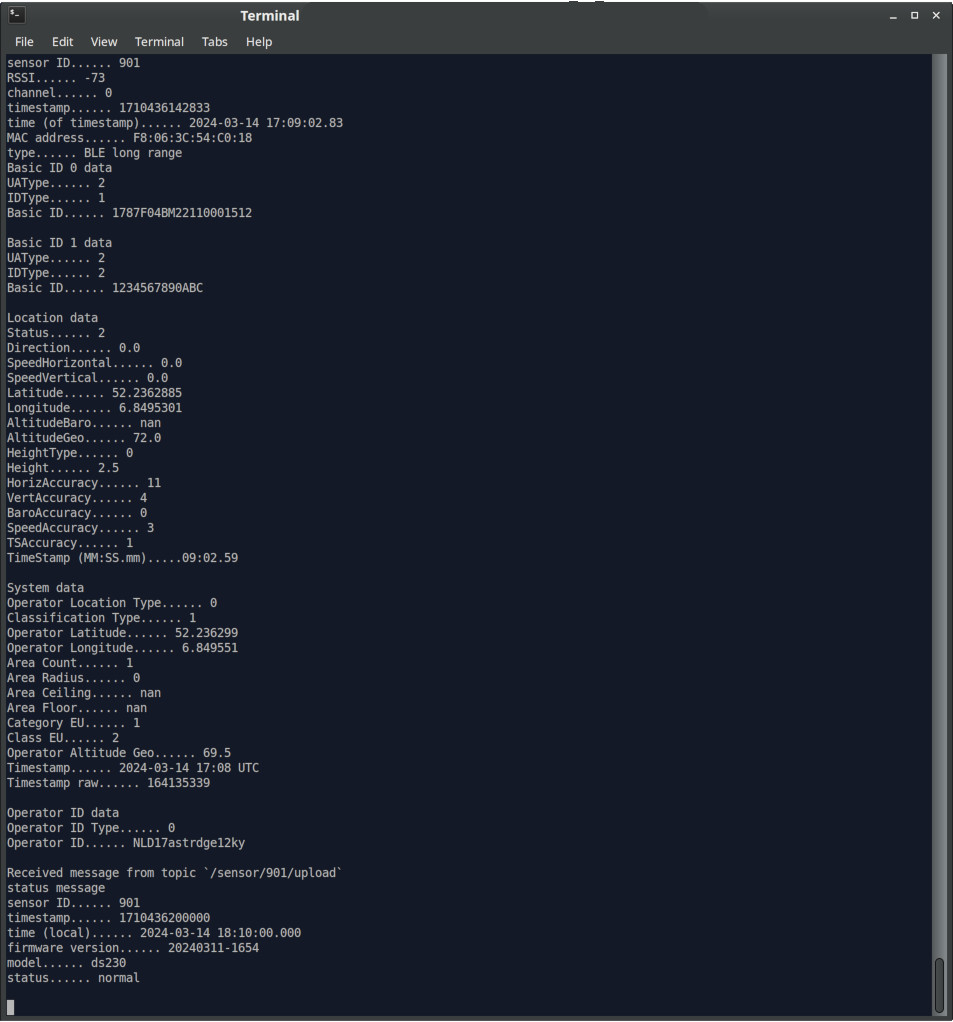 Terminal
File Edit View Terminal Tabs Help
sensor ID...... 901
RSSI...... -73
channel...... 0
timestamp...... 1710436142833
time (of timestamp)...... 2024-03-14 17:09:02.83
MAC address...... F8:06:3C:54:C0:18
type...... BLE long range
Basic ID 0 data
UAType...... 2
IDType...... 1
Basic ID...... 1787F04BM22110001512
Basic ID 1 data
UAType...... 2
IDType...... 2
Basic ID...... 1234567890ABC
Location data
Status...... 2
Direction...... 0.0
SpeedHorizontal...... 0.0
SpeedVertical...... 0.0
Latitude...... 52.2362885
Longitude...... 6.8495301
AltitudeBaro...... nan
AltitudeGeo...... 72.0
HeightType...... 0
Height...... 2.5
HorizAccuracy...... 11
VertAccuracy...... 4
BaroAccuracy...... 0
SpeedAccuracy...... 3
TSAccuracy...... 1
TimeStamp (MM:SS.mm).....09:02.59
System data
Operator Location Type...... 0
Classification Type...... 1
Operator Latitude...... 52.236299
Operator Longitude...... 6.849551
Area Count...... 1
Area Radius...... 0
Area Ceiling...... nan
Area Floor...... nan
Category EU...... 1
Class EU...... 2
Operator Altitude Geo...... 69.5
Timestamp...... 2024-03-14 17:08 UTC
Timestamp raw...... 164135339
Operator ID data
Operator ID Type...... 0
Operator ID...... NLD17astrdge12ky
Received message from topic `/sensor/901/upload`
status message
sensor ID...... 901
timestamp...... 1710436200000
time (local)...... 2024-03-14 18:10:00.000
firmware version...... 20240311-1654
model...... ds230
status...... normal